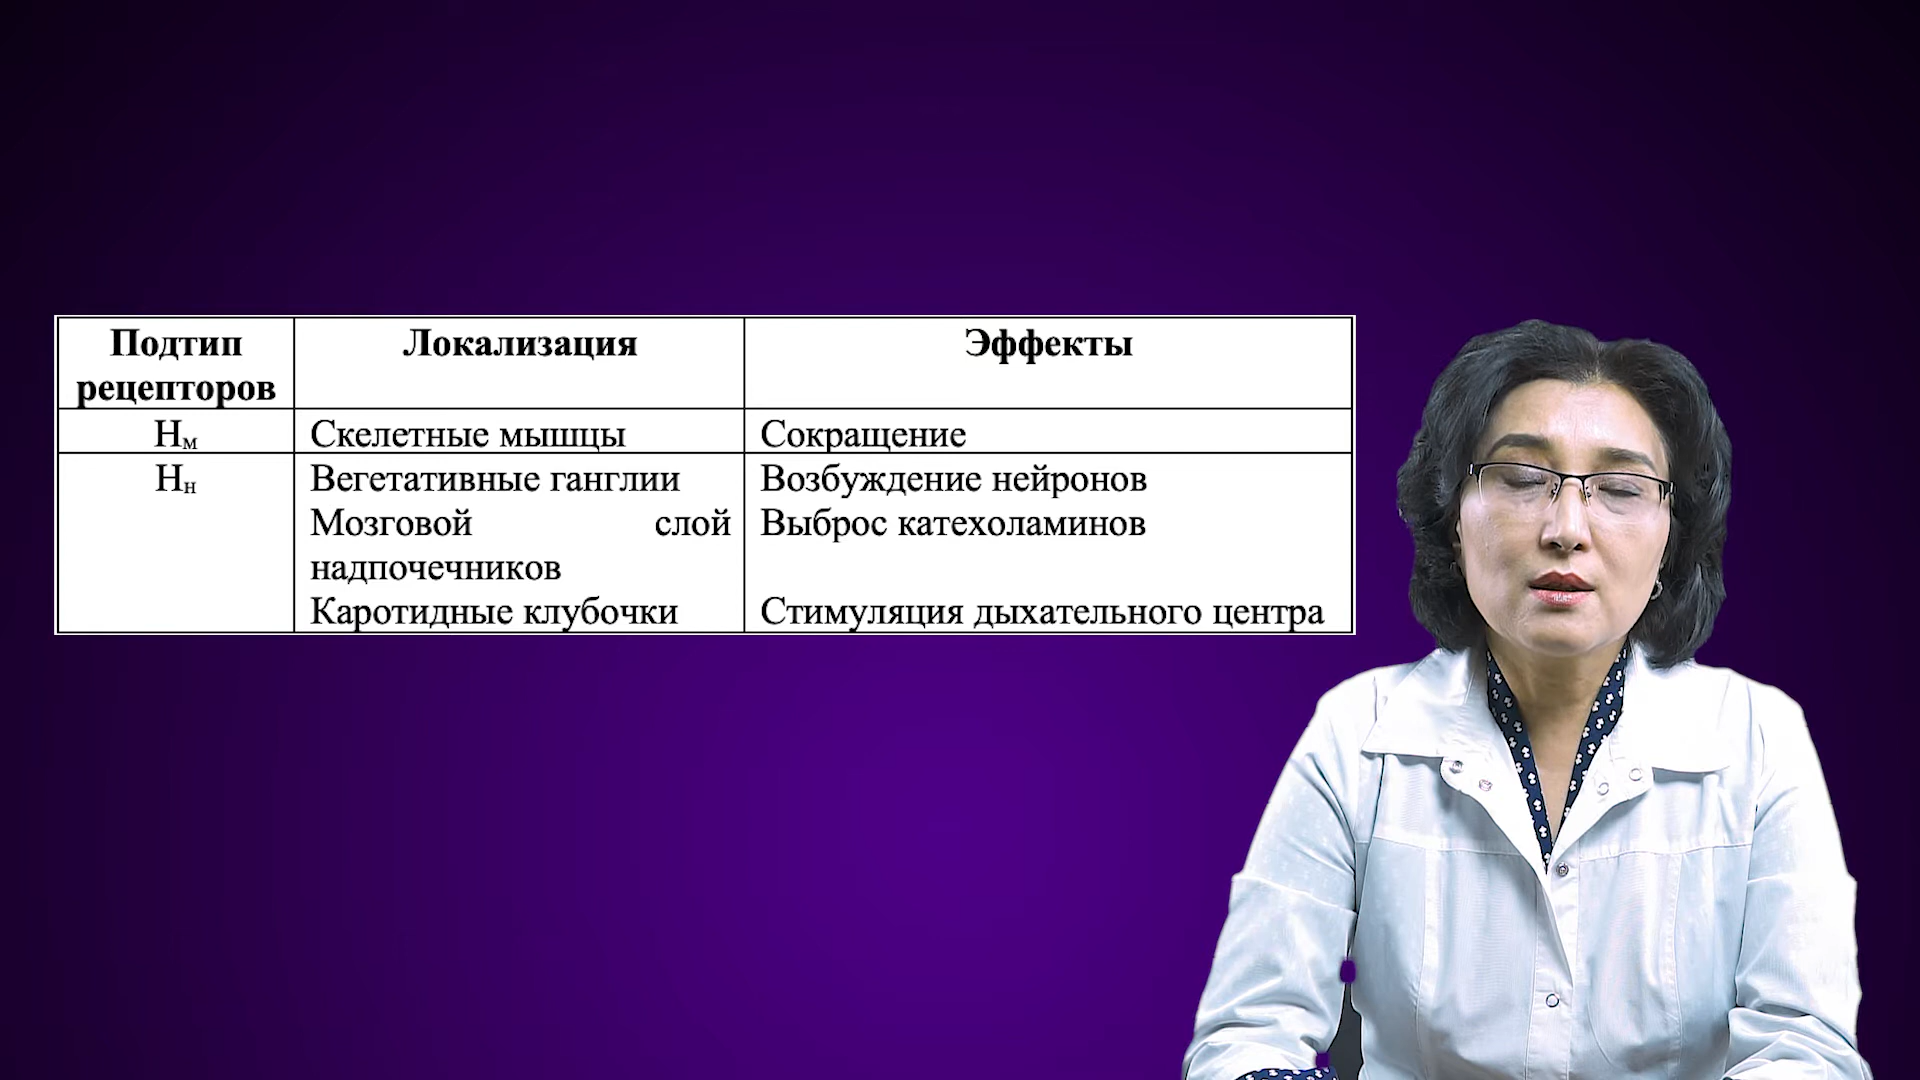 Подтип рецепторов
Локализация
Эффекты
Нм
Скелетные мышцы
Сокращение
Нн
Вегетативные ганглии
Возбуждение нейронов
Мозговой слой
Выброс катехоламинов
надпочечников
Каротидные клубочки
Стимуляция дыхательного центра